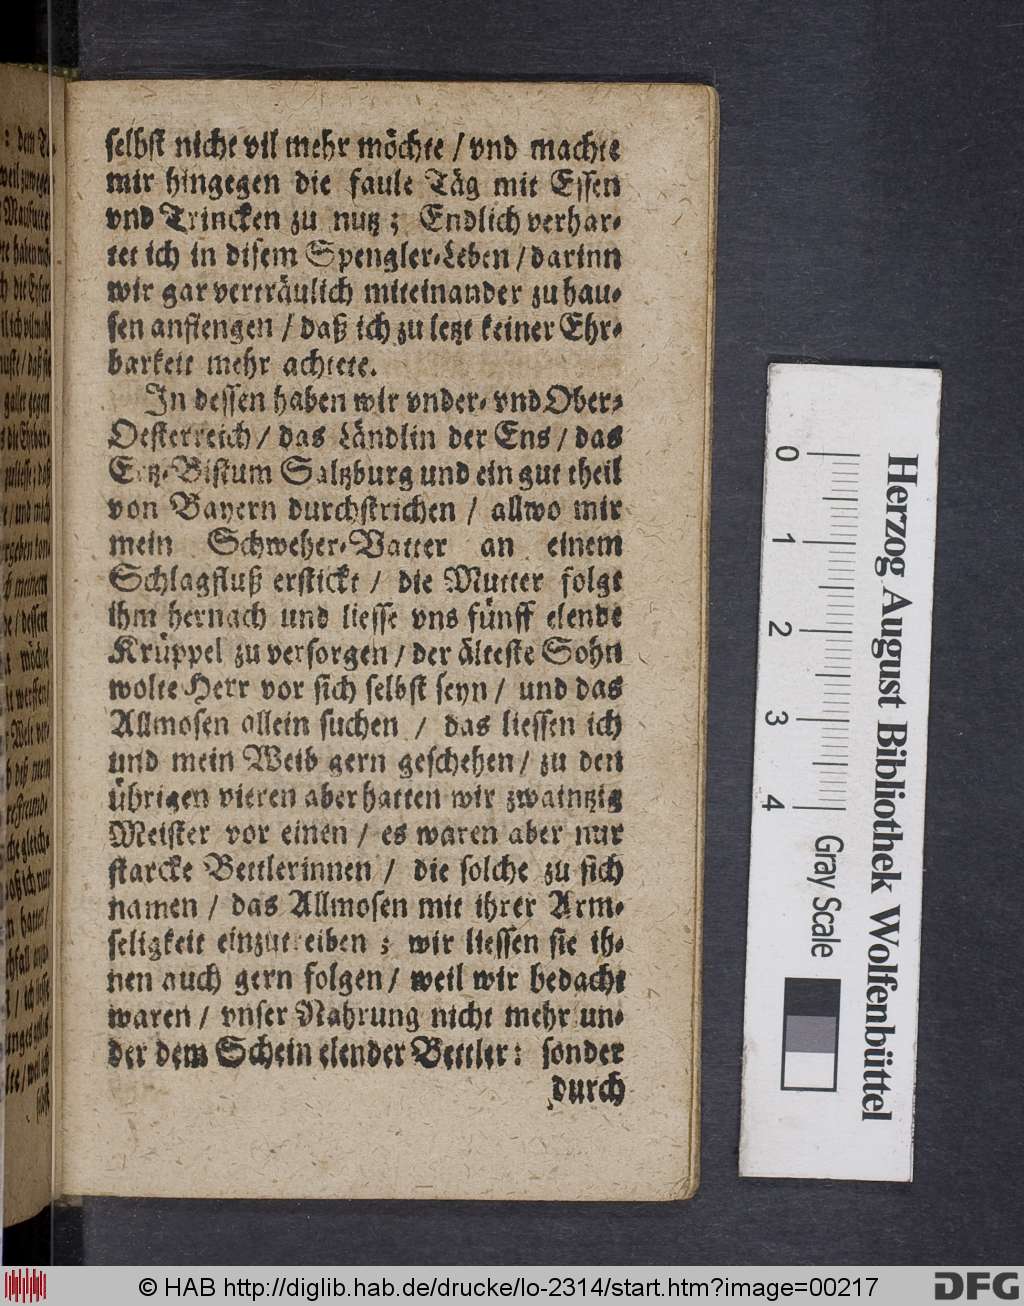 selbst nicht vil mehr möchte / vnd machte
mir hingegen die faule Täg mit Essen
vnd Trincken zu nutz; Endlich verhar-
tet ich in disem Spengler-Leben / darinn
wir gar verträulich miteinander zu hau-
sen anfiengen / daß ich zu letzt keiner Ehr-
barkeit mehr achtete.
In dessen haben wir vnder- vnd Ober-
Oesterreich / das Ländlin der Ens / das
Ertz-Bistum Saltzburg und ein gut theil
von Bayern durchstrichen / allwo mir
mein Schweher-Vatter an einem
Schlagfluß erstickt / die Mutter folgt
ihm hernach und liesse vns fünff elende
Krüppel zu versorgen / der älteste Sohn
wolte Herr vor sich selbst seyn / und das
Allmosen allein suchen / das liessen ich
und mein Weib gern geschehen / zu den
übrigen vieren aber hatten wir zwaintzig
Meister vor einen / es waren aber nur
starcke Bettlerinnen / die solche zu sich
namen / das Allmosen mit ihrer Arm-
seligkeit einzutreiben ; wir liessen sie ih-
nen auch gern folgen / weil wir bedacht
waren / vnser Nahrung nicht mehr un-
der dem Schein elender Bettler: sonder
durch
Herzog August Bibliothek Wolfenbüttel
0 1 2 3 4
Gray Scale
© HAB http://diglib.hab.de/drucke/lo-2314/start.htm?image=00217
DFG